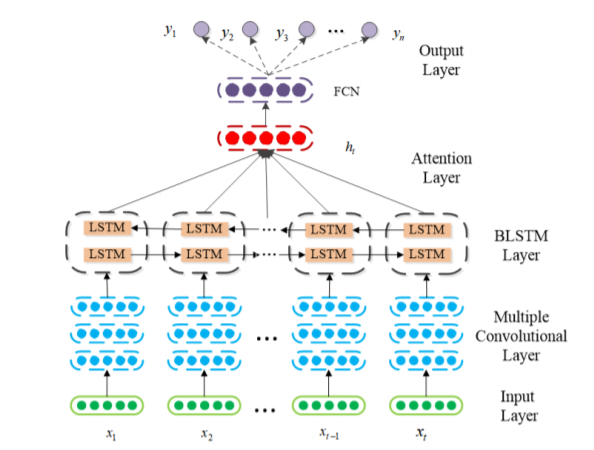 y1 y2 y3 ... yn
Output
Layer
FCN
ht
Attention
Layer
LSTM LSTM ... LSTM LSTM
LSTM LSTM ... LSTM LSTM
BLSTM
Layer
Multiple
Convolutional
Layer
...
Input
Layer
...
x1 x2 xt-1 xt